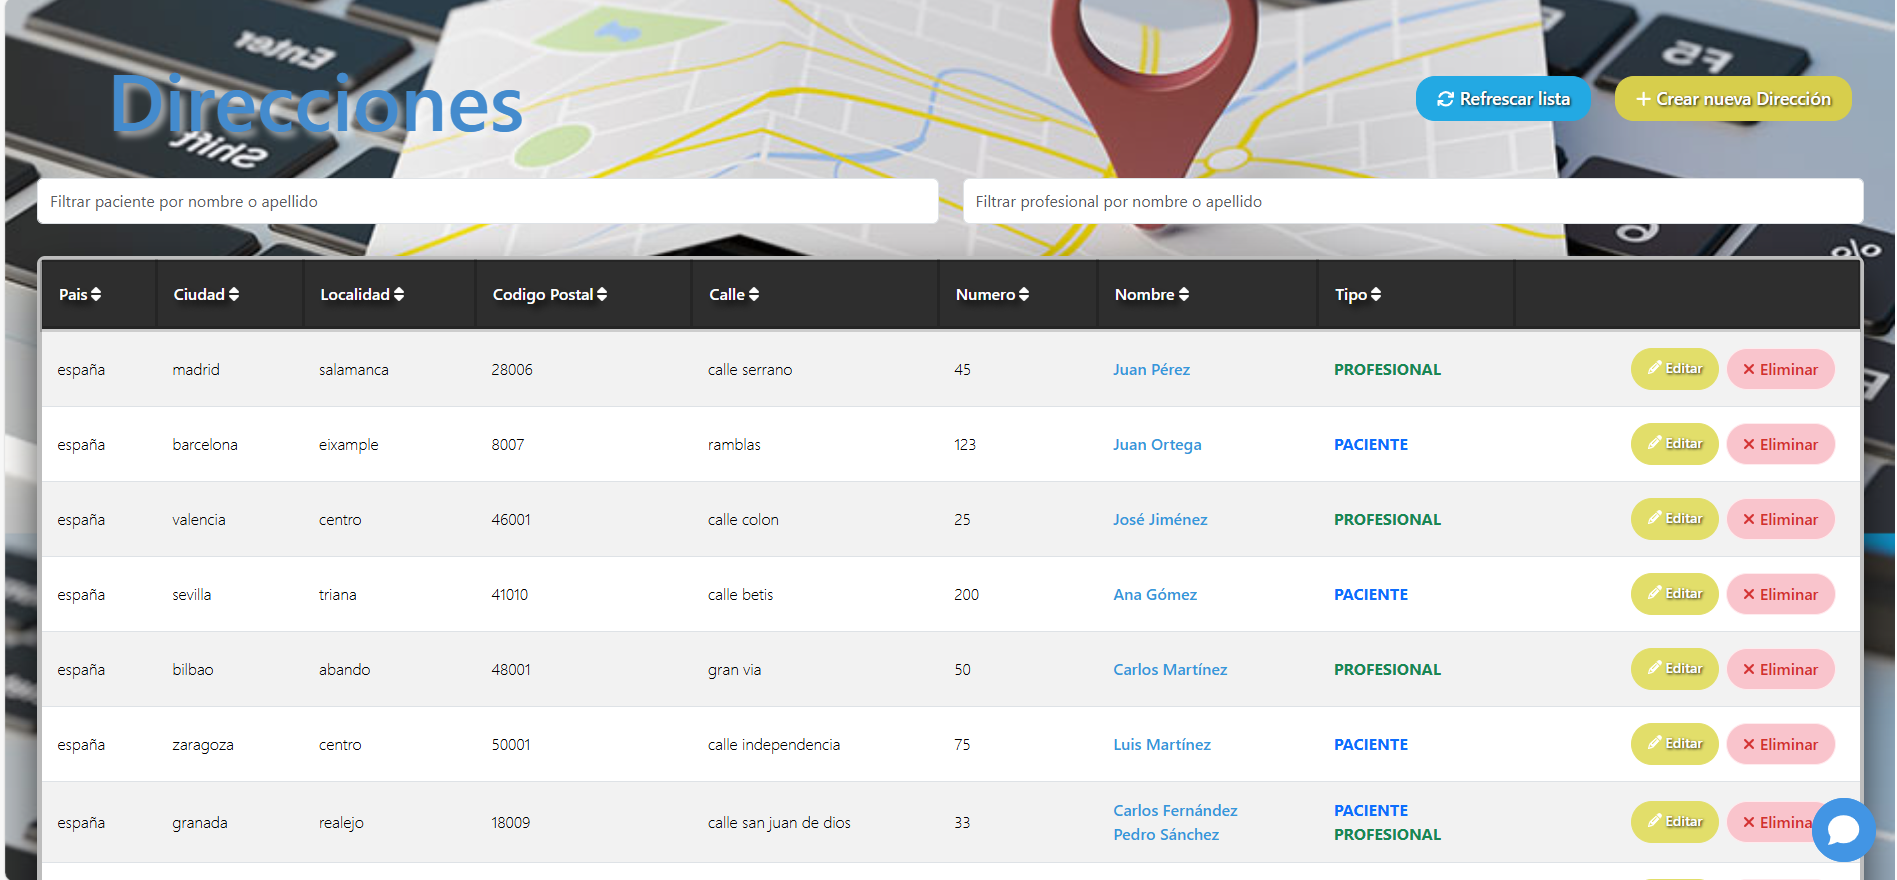 Enter
F5
Shift
Direcciones
Refrescar lista
Crear nueva Dirección
Filtrar paciente por nombre o apellido
Filtrar profesional por nombre o apellido
6
%
Pais Ciudad Localidad Codigo Postal Calle Numero Nombre Tipo
españa madrid salamanca 28006 calle serrano 45 Juan Pérez PROFESIONAL Editar Eliminar
españa barcelona eixample 8007 ramblas 123 Juan Ortega PACIENTE Editar Eliminar
españa valencia centro 46001 calle colon 25 José Jiménez PROFESIONAL Editar Eliminar
españa sevilla triana 41010 calle betis 200 Ana Gómez PACIENTE Editar Eliminar
españa bilbao abando 48001 gran via 50 Carlos Martínez PROFESIONAL Editar Eliminar
españa zaragoza centro 50001 calle independencia 75 Luis Martínez PACIENTE Editar Eliminar
españa granada realejo 18009 calle san juan de dios 33 Carlos Fernández PACIENTE Editar Elimina
Pedro Sánchez PROFESIONAL